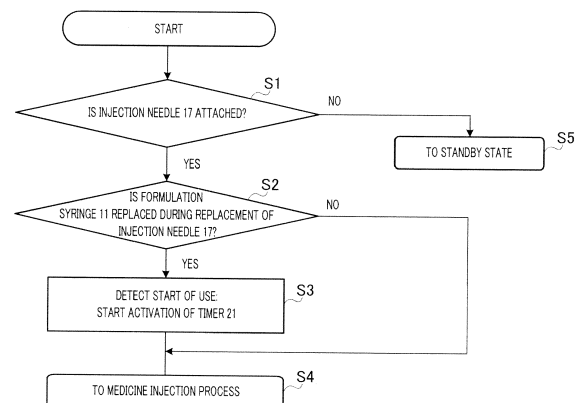 START
S1
IS INJECTION NEEDLE 17 ATTACHED?
NO
YES
TO STANDBY STATE
S5
S2
IS FORMULATION
SYRINGE 11 REPLACED DURING REPLACEMENT OF
INJECTION NEEDLE 17?
NO
YES
S3
DETECT START OF USE:
START ACTIVATION OF TIMER 21
S4
TO MEDICINE INJECTION PROCESS